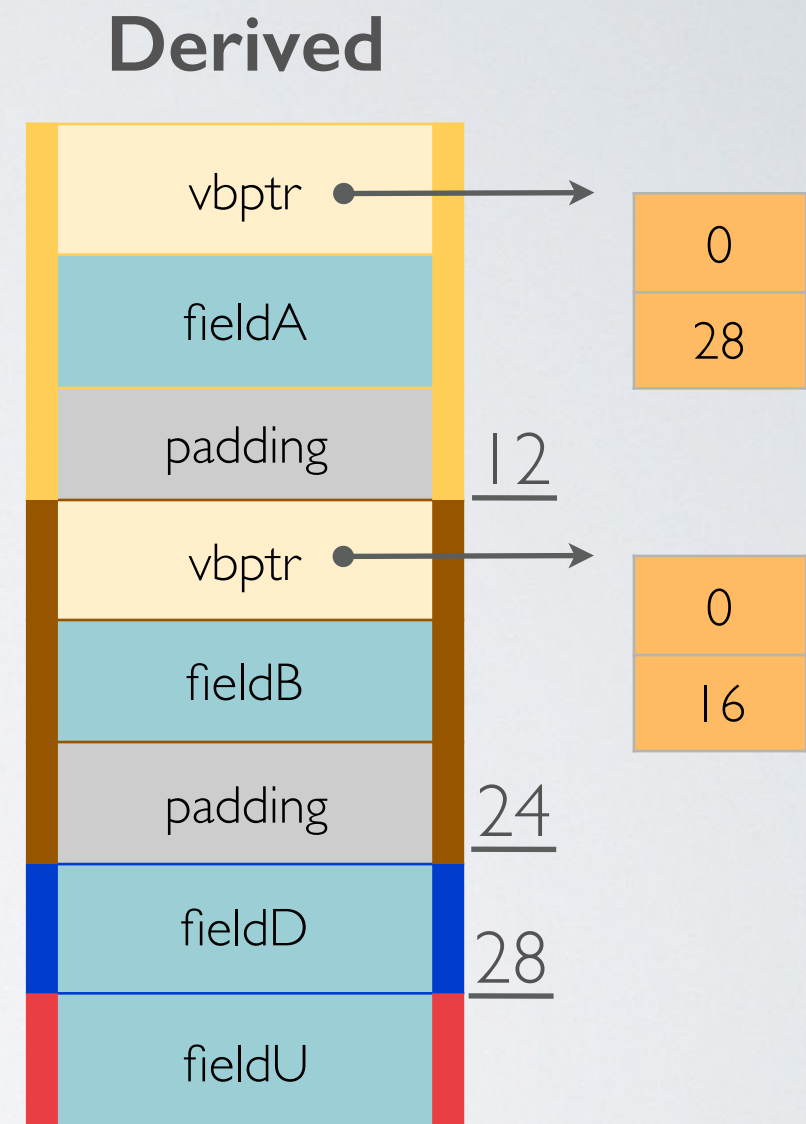 Derived
vbptr
0
fieldA
28
padding
12
vbptr
0
fieldB
16
padding
24
fieldD
28
fieldU